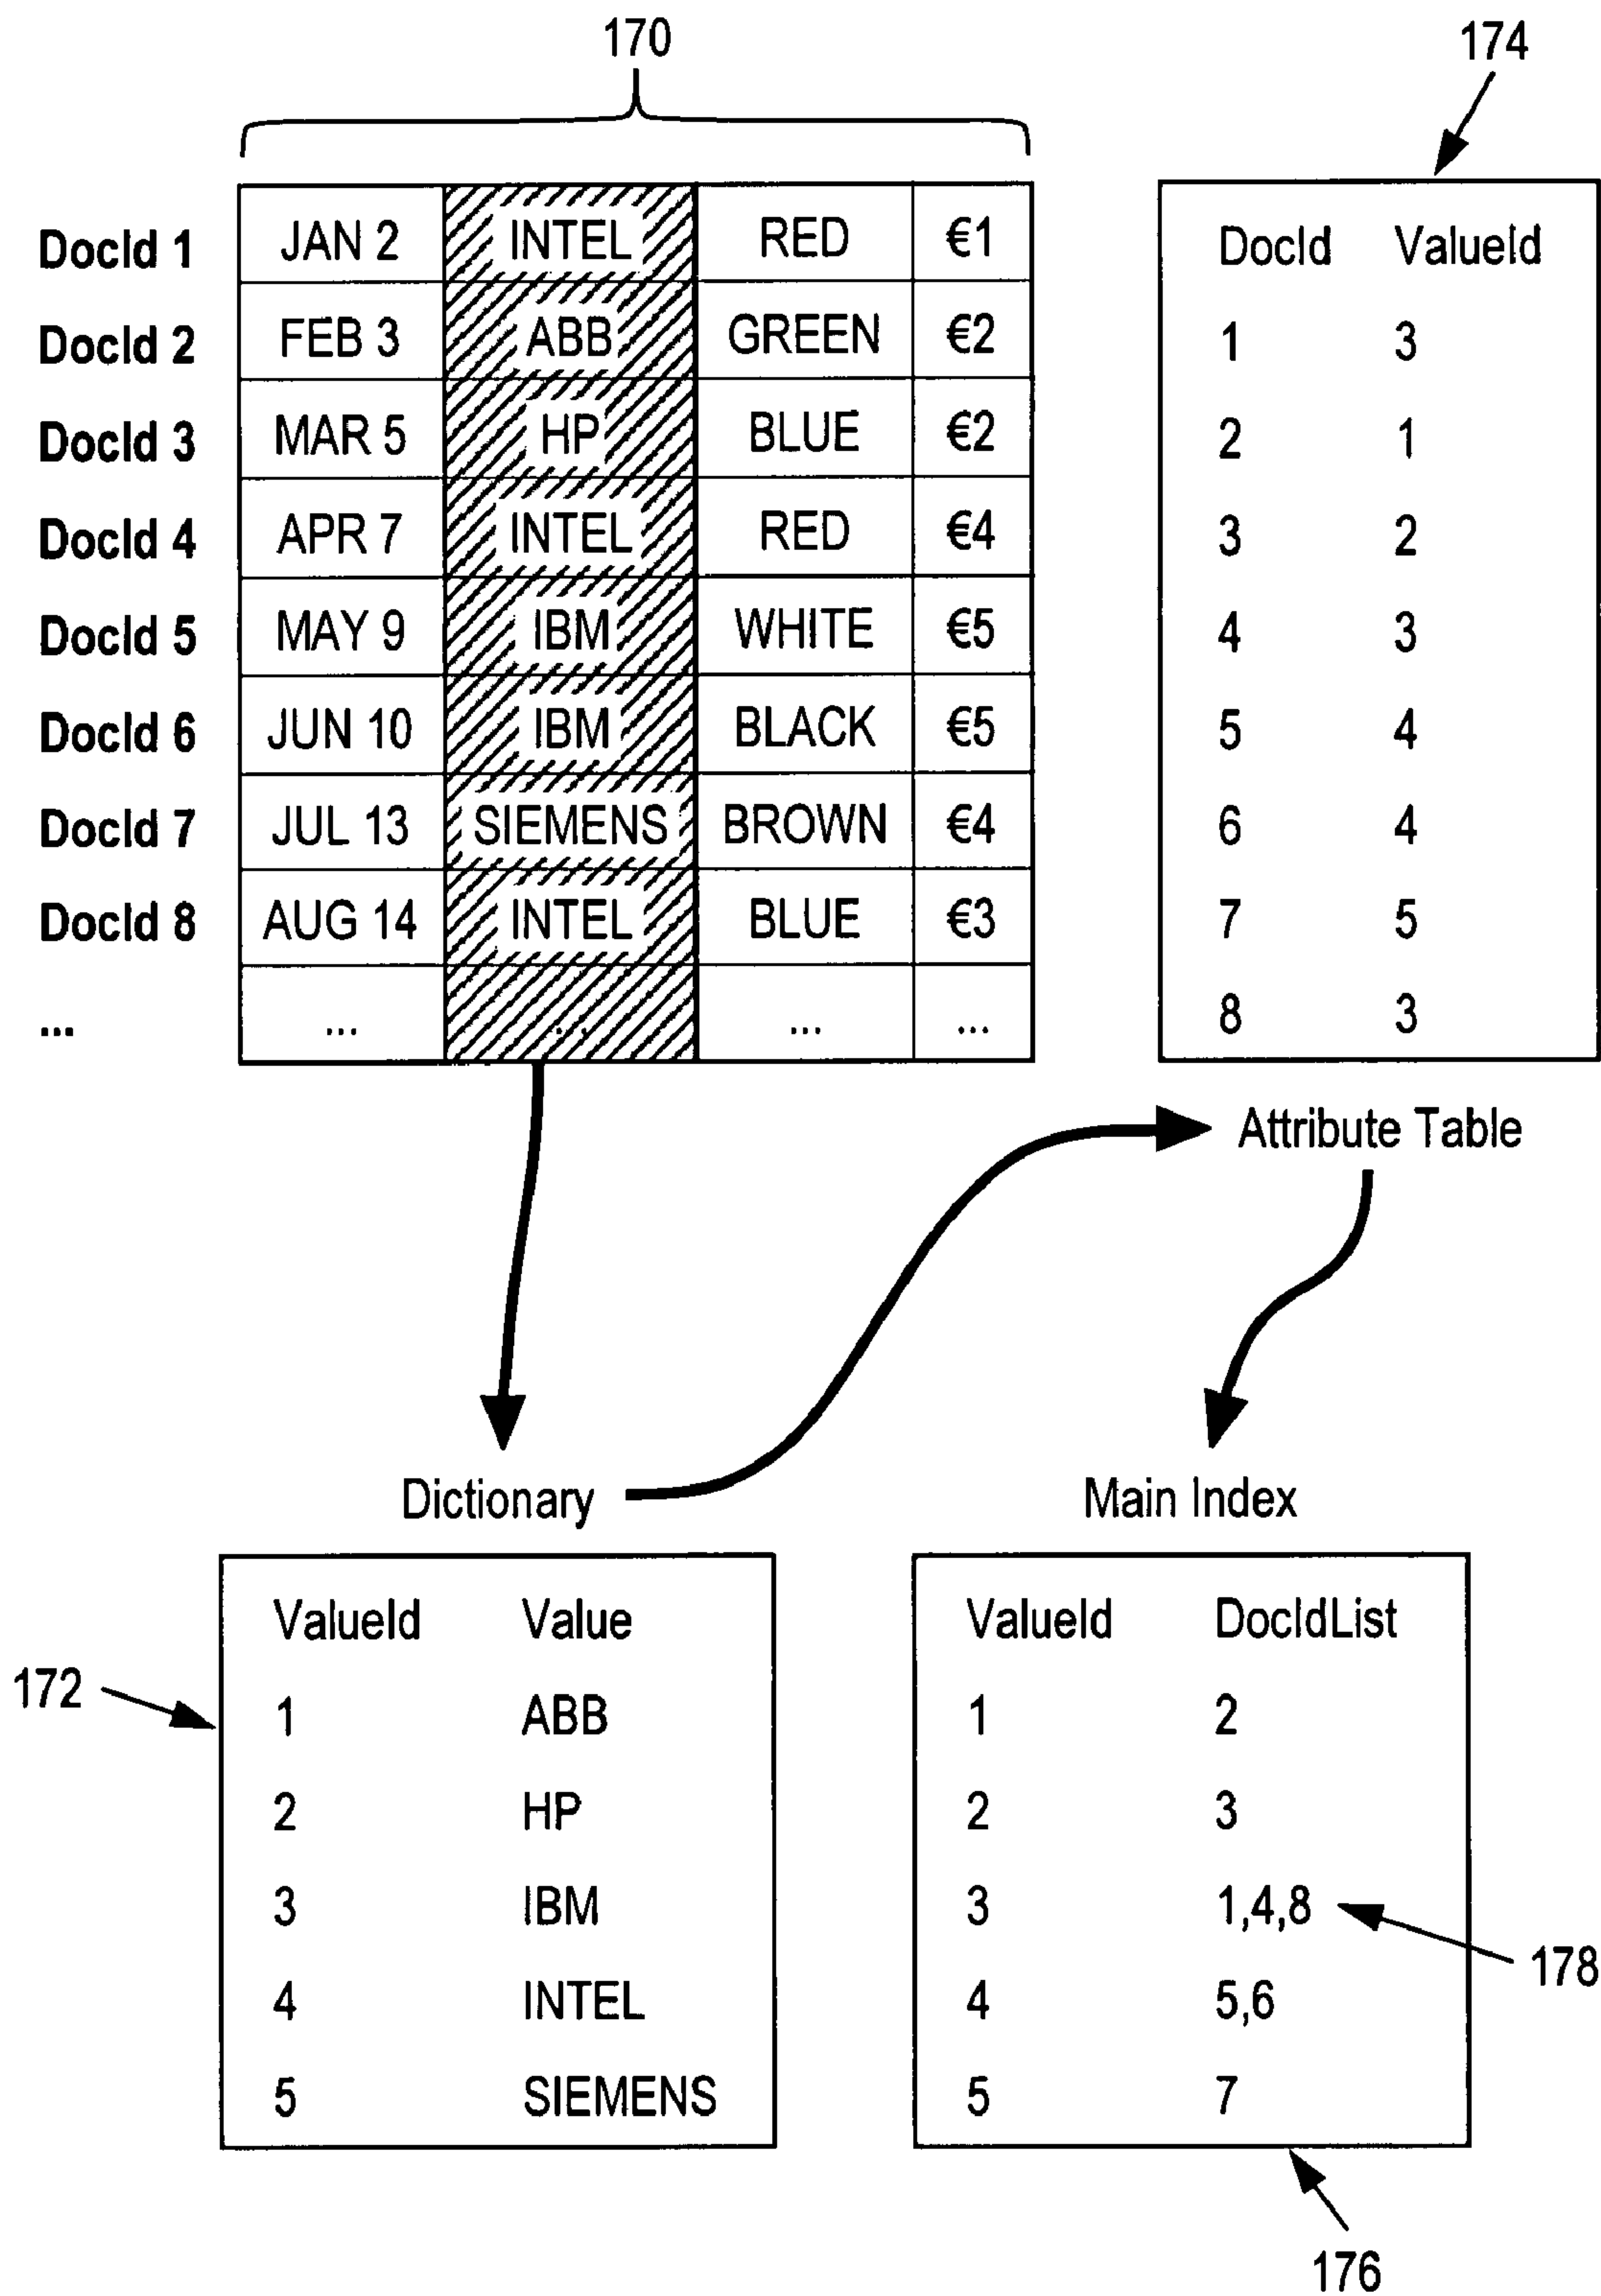 170
174
DocId 1 JAN 2 INTEL RED €1
DocId 2 FEB 3 ABB GREEN €2
DocId 3 MAR 5 HP BLUE €2
DocId 4 APR 7 INTEL RED €4
DocId 5 MAY 9 IBM WHITE €5
DocId 6 JUN 10 IBM BLACK €5
DocId 7 JUL 13 SIEMENS BROWN €4
DocId 8 AUG 14 INTEL BLUE €3
... ... ... ... ...
DocId ValueId
1 3
2 1
3 2
4 3
5 4
6 4
7 5
8 3
Attribute Table
Dictionary
ValueId Value
1 ABB
2 HP
3 IBM
4 INTEL
5 SIEMENS
172
Main Index
ValueId DocIdList
1 2
2 3
3 1,4,8
4 5,6
5 7
178
176